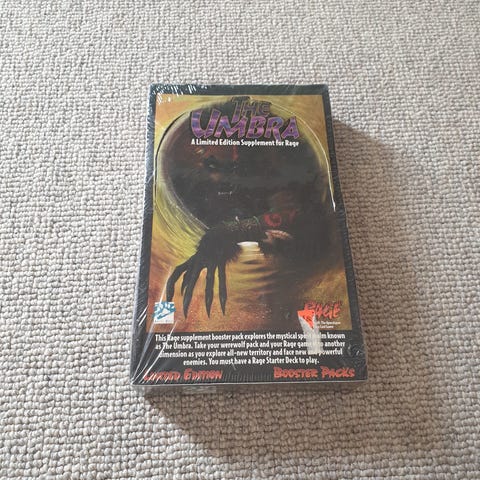 THE
UMBRA
A Limited Edition Supplement for Rage
RAGE
This Rage supplement booster pack explores the mystical spirit realm known
as The Umbra. Take your werewolf pack and your Rage game into another
dimension as you explore all-new territory and face new and powerful
enemies. You must have a Rage Starter Deck to play.
LIMITED EDITION BOOSTER PACKS